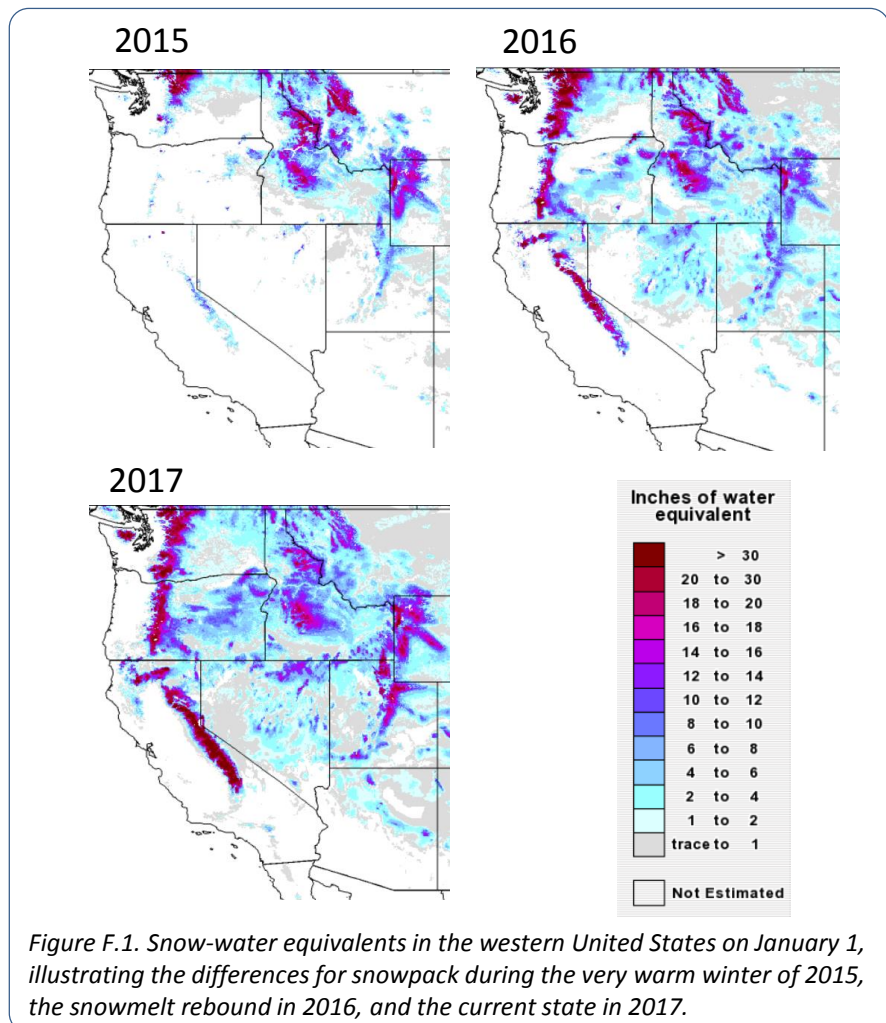 2015
2016
2017
Inches of water
equivalent
> 30
20 to 30
18 to 20
16 to 18
14 to 16
12 to 14
10 to 12
8 to 10
6 to 8
4 to 6
2 to 4
1 to 2
trace to 1
Not Estimated
Figure F.1. Snow-water equivalents in the western United States on January 1,
illustrating the differences for snowpack during the very warm winter of 2015,
the snowmelt rebound in 2016, and the current state in 2017.